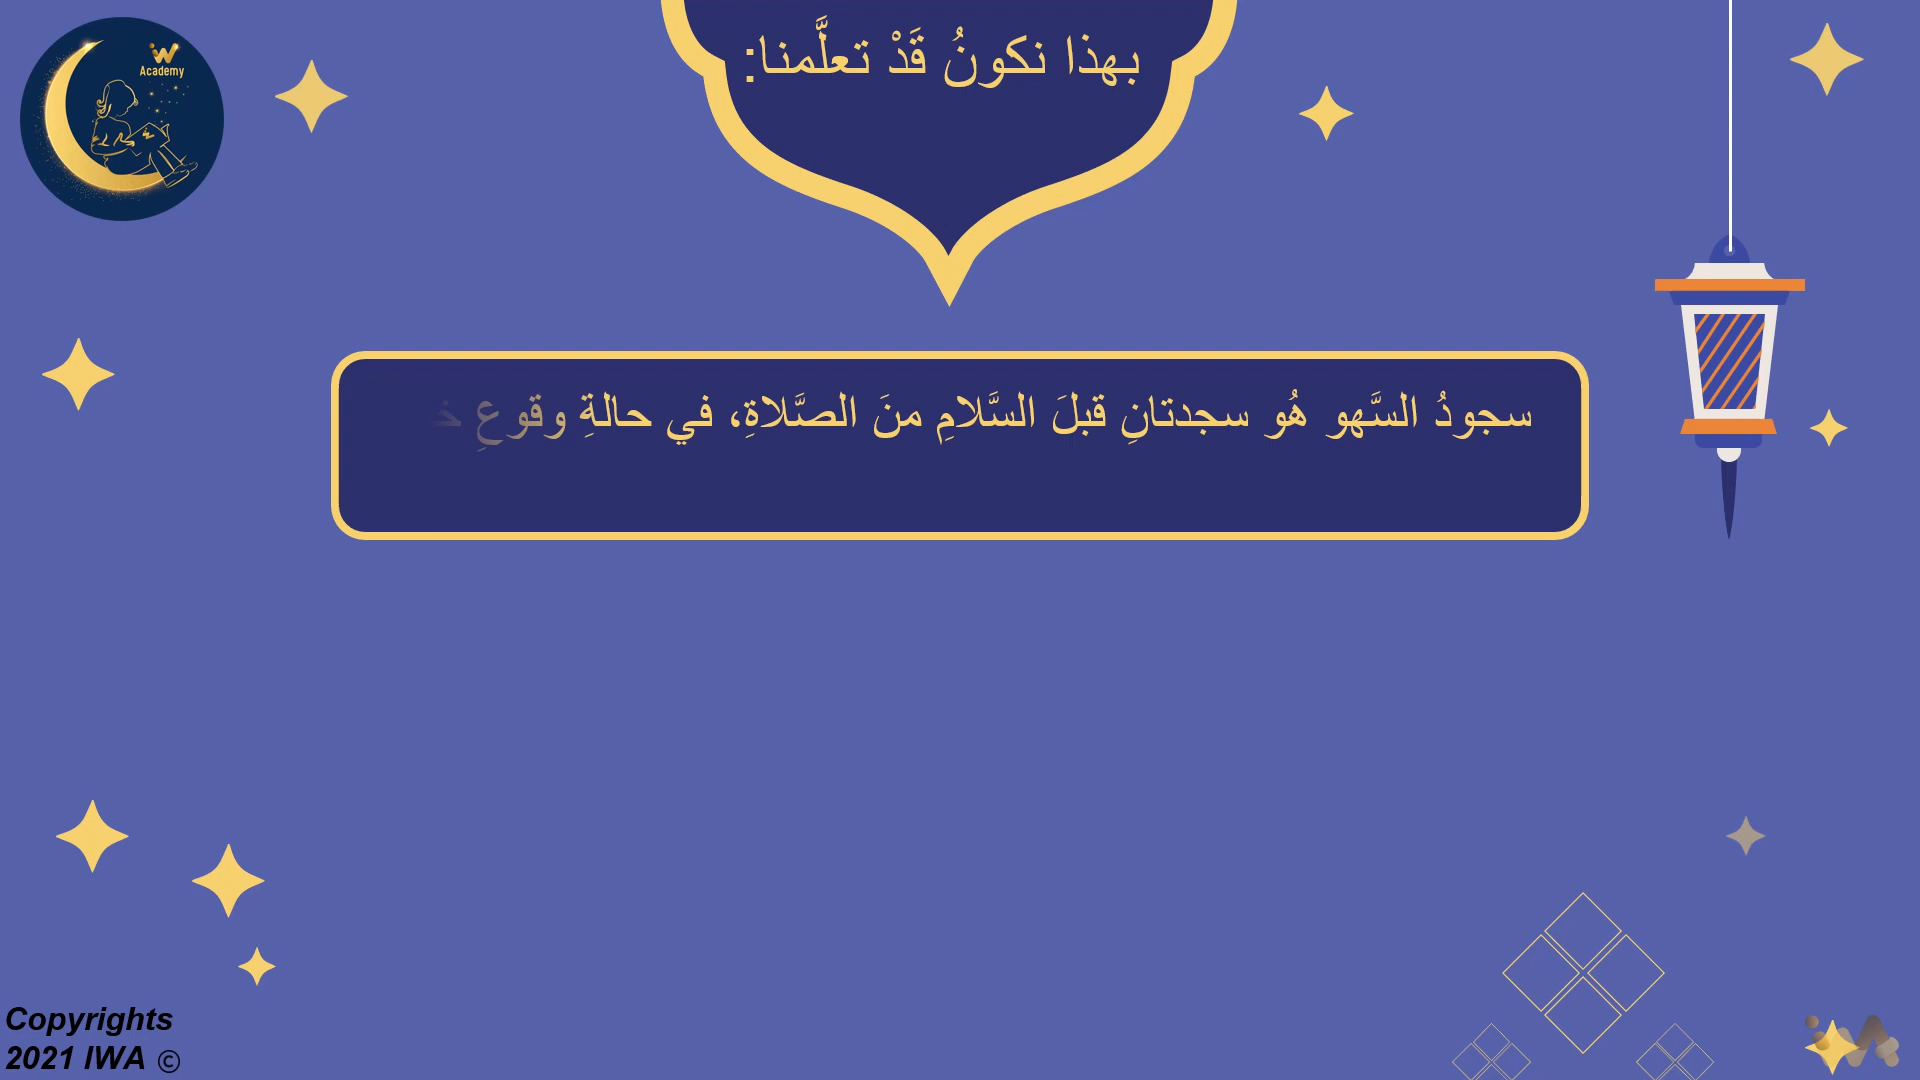 بهذا نكونُ قَدْ تعلَّمنا:
سجودُ السَّهو هُو سجدتانِ قبلَ السَّلامِ منَ الصَّلاةِ، في حالةِ وقوعِ
iw
Academy
Copyrights
2021 IWA ©